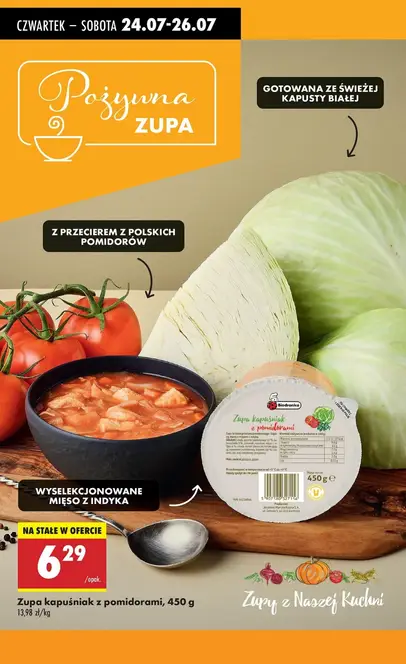 CZWARTEK – SOBOTA 24.07-26.07
Pożywna
ZUPA
GOTOWANA ZE ŚWIEŻEJ
KAPUSTY BIAŁEJ
Z PRZECIEREM Z POLSKICH
POMIDORÓW
Biedronka
Zupa kapuśniak
z pomidorami
450 g e
WYSELEKCJONOWANE
MIĘSO Z INDYKA
NA STAŁE W OFERCIE
6 29
/opak.
Zupa kapuśniak z pomidorami, 450 g
13,98 zł/kg
Zupy z Naszej Kuchni